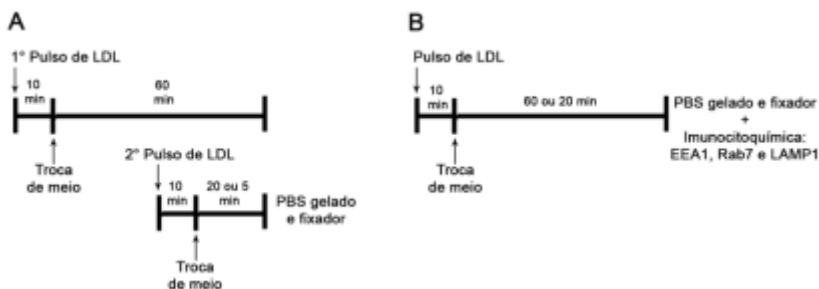 A
1º Pulso de LDL
10
min
60
min
Troca
de meio
2º Pulso de LDL
10
min
20 ou 5
min
PBS gelado
e fixador
Troca
de meio
B
Pulso de LDL
10
min
60 ou 20 min
PBS gelado e fixador
+
Imunocitoquímica:
EEA1, Rab7 e LAMP1
Troca
de meio